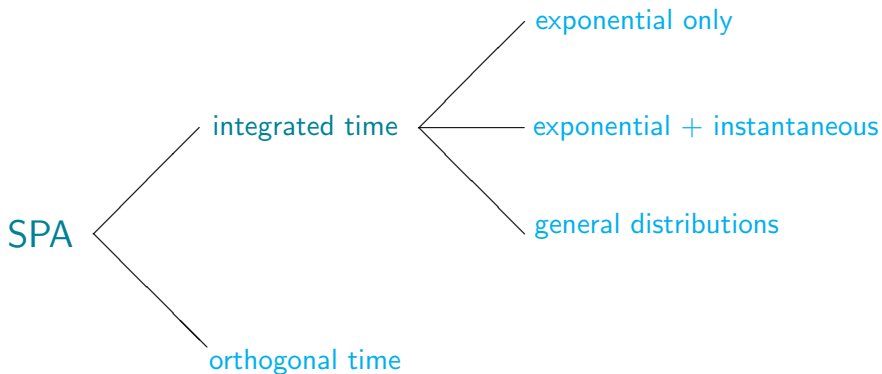 exponential only
integrated time
exponential + instantaneous
SPA
general distributions
orthogonal time